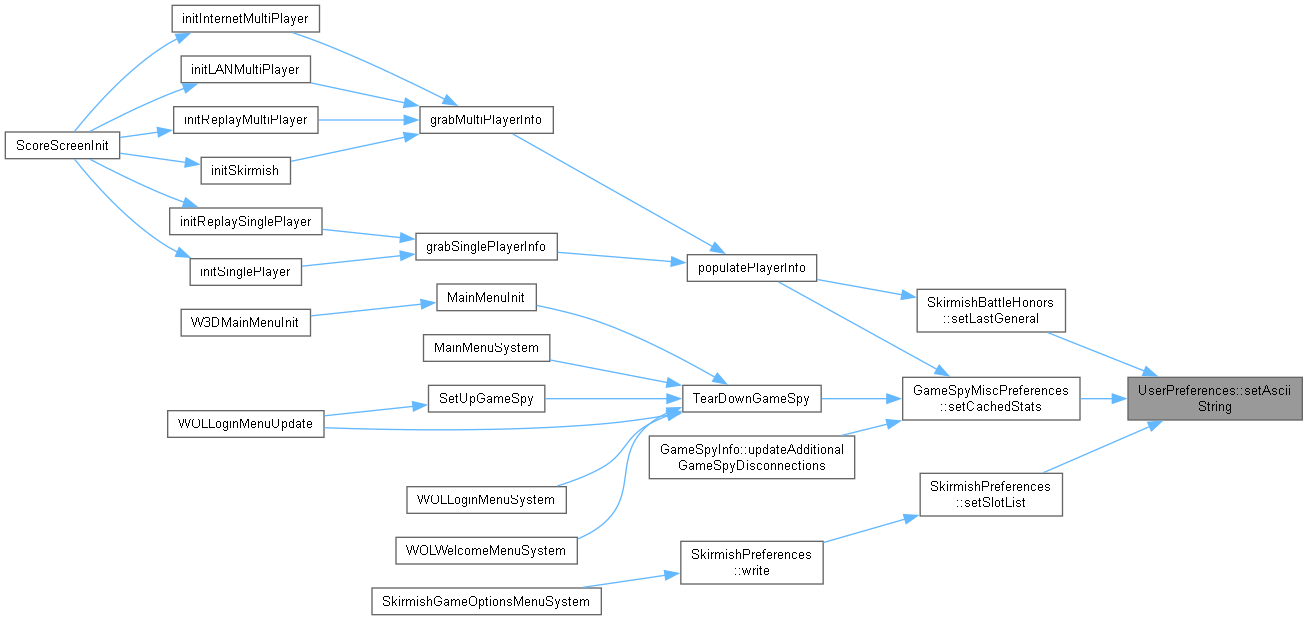 initInternetMultiPlayer
initLANMultiPlayer
initReplayMultiPlayer
grabMultiPlayerInfo
ScoreScreenInit
initSkirmish
initReplaySinglePlayer
grabSinglePlayerInfo
initSinglePlayer
populatePlayerInfo
MainMenuInit
SkirmishBattleHonors
::setLastGeneral
W3DMainMenuInit
MainMenuSystem
SetUpGameSpy
TearDownGameSpy
GameSpyMiscPreferences
::setCachedStats
UserPreferences::setAscii
String
WOLLoginMenuUpdate
GameSpyInfo::updateAdditional
GameSpyDisconnections
WOLLoginMenuSystem
SkirmishPreferences
::setSlotList
WOLWelcomeMenuSystem
SkirmishPreferences
::write
SkirmishGameOptionsMenuSystem